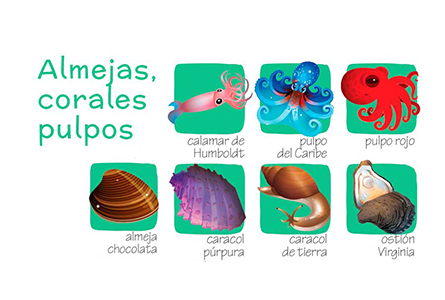 Almejas,
corales
pulpos
calamar de
Humboldt
pulpo
del Caribe
pulpo rojo
almeja
chocolata
caracol
púrpura
caracol
de tierra
ostión
Virginia